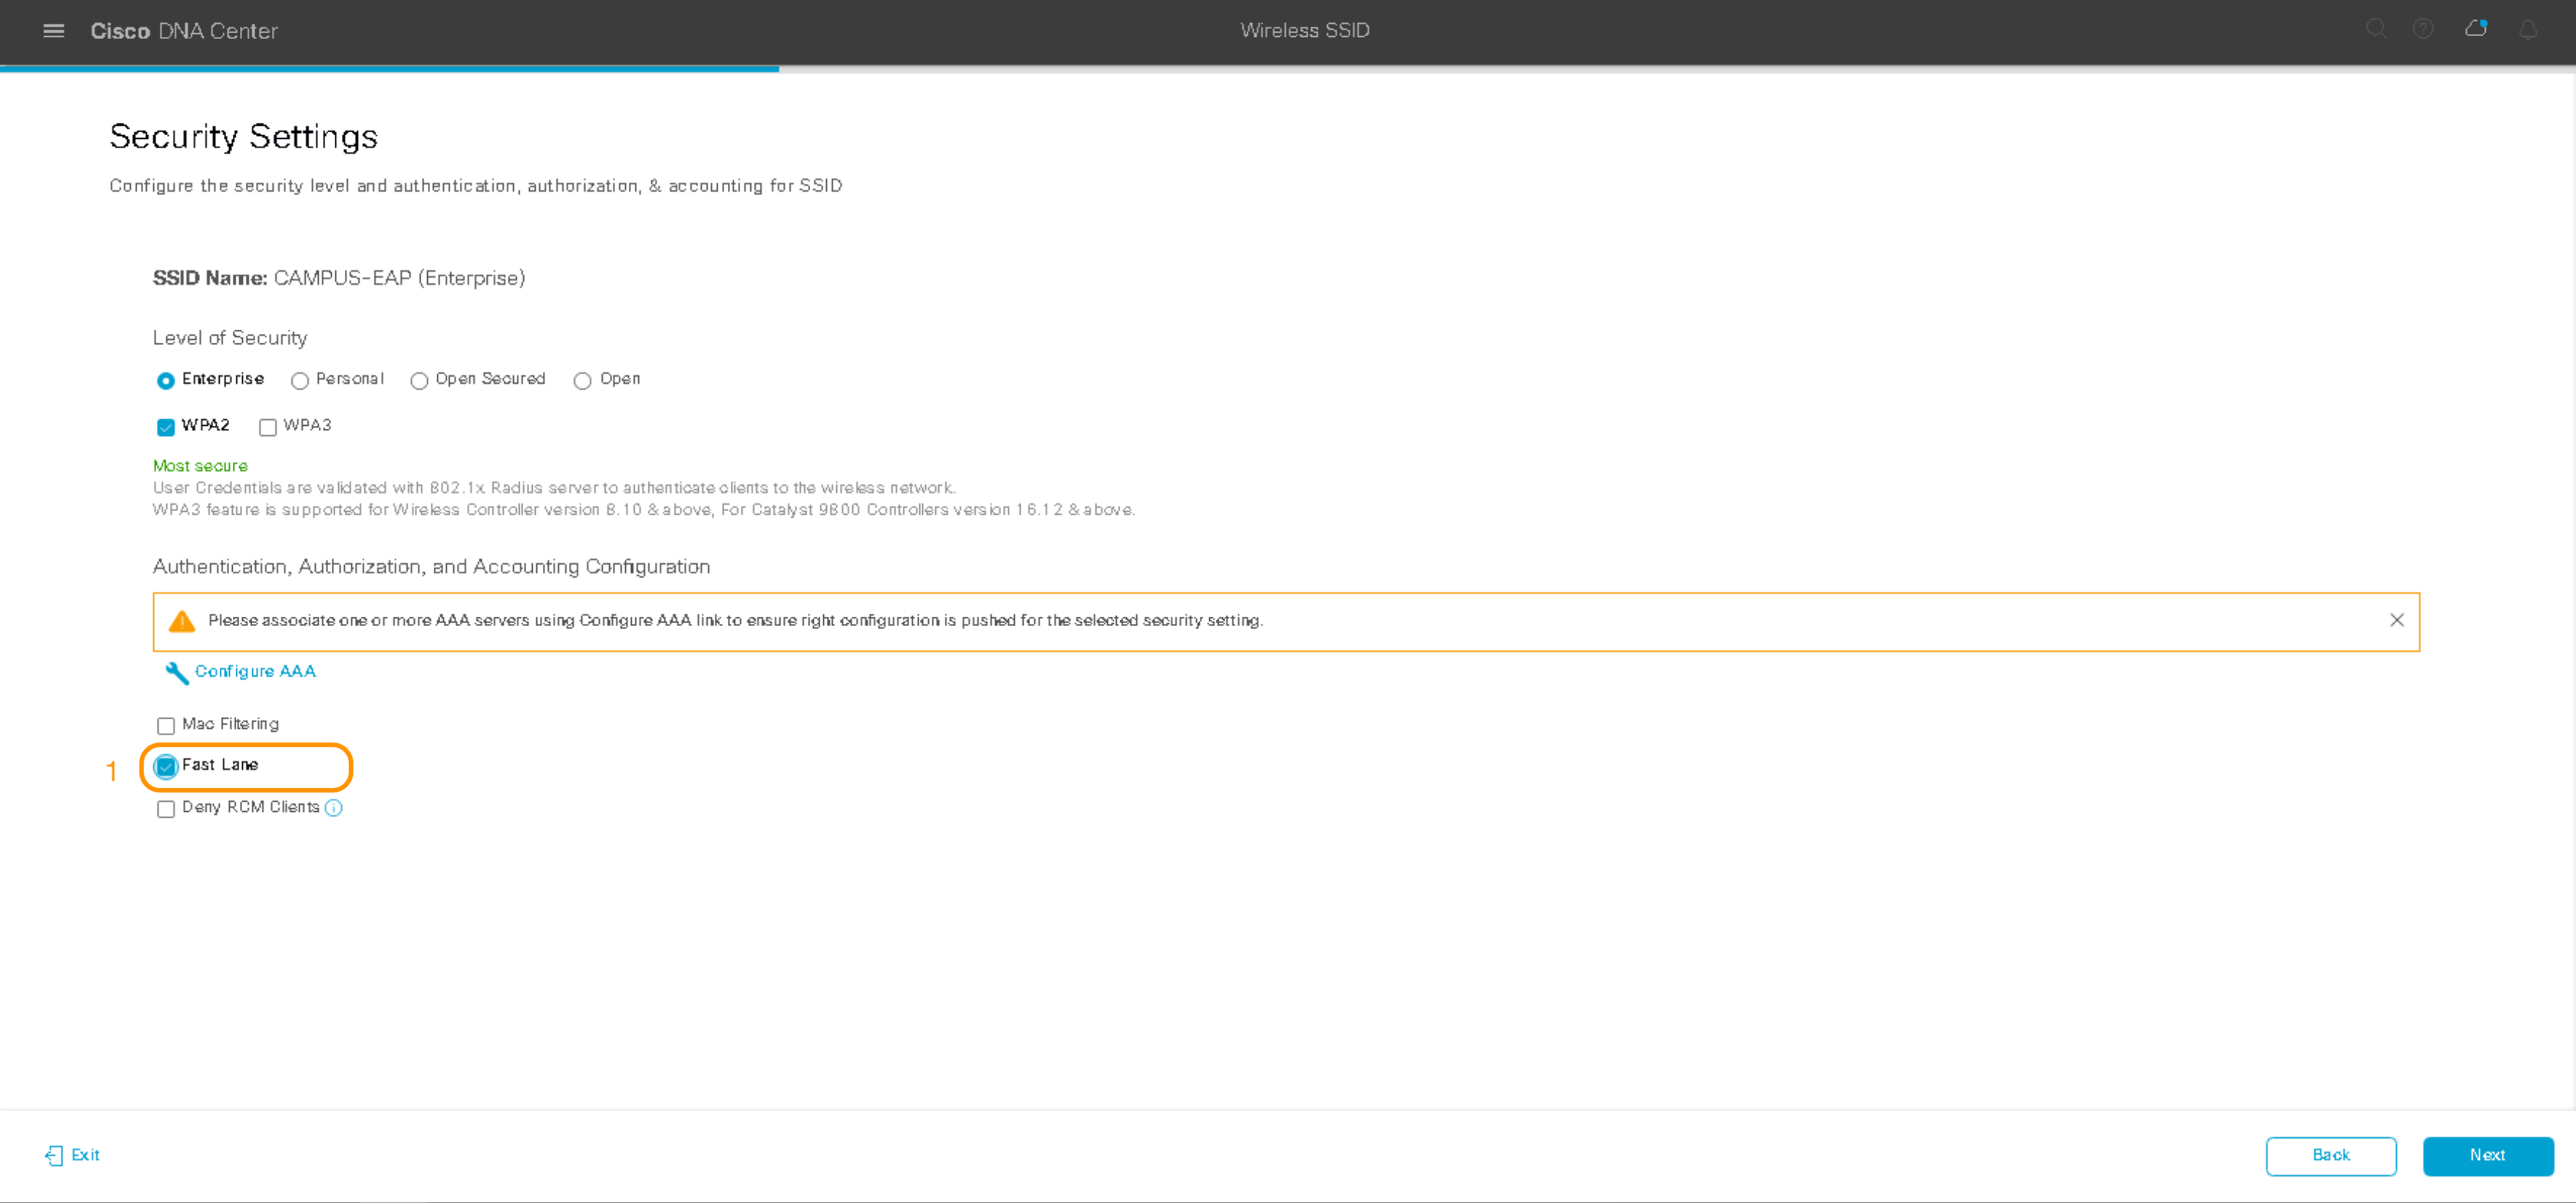 Cisco DNA Center
Wireless SSID
Security Settings
Configure the security level and authentication, authorization, & accounting for SSID
SSID Name: CAMPUS-EAP (Enterprise)
Level of Security
Enterprise Personal Open Secured Open
WPA2 WPA3
Most secure
User Credentials are validated with 802.1x Radius server to authenticate clients to the wireless network.
WPA3 feature is supported for Wireless Controller version 8.10 & above, For Catalyst 9800 Controllers version 16.12 & above.
Authentication, Authorization, and Accounting Configuration
Please associate one or more AAA servers using Configure AAA link to ensure right configuration is pushed for the selected security setting.
Configure AAA
Mac Filtering
1 Fast Lane
Deny RCM Clients
Exit
Back
Next